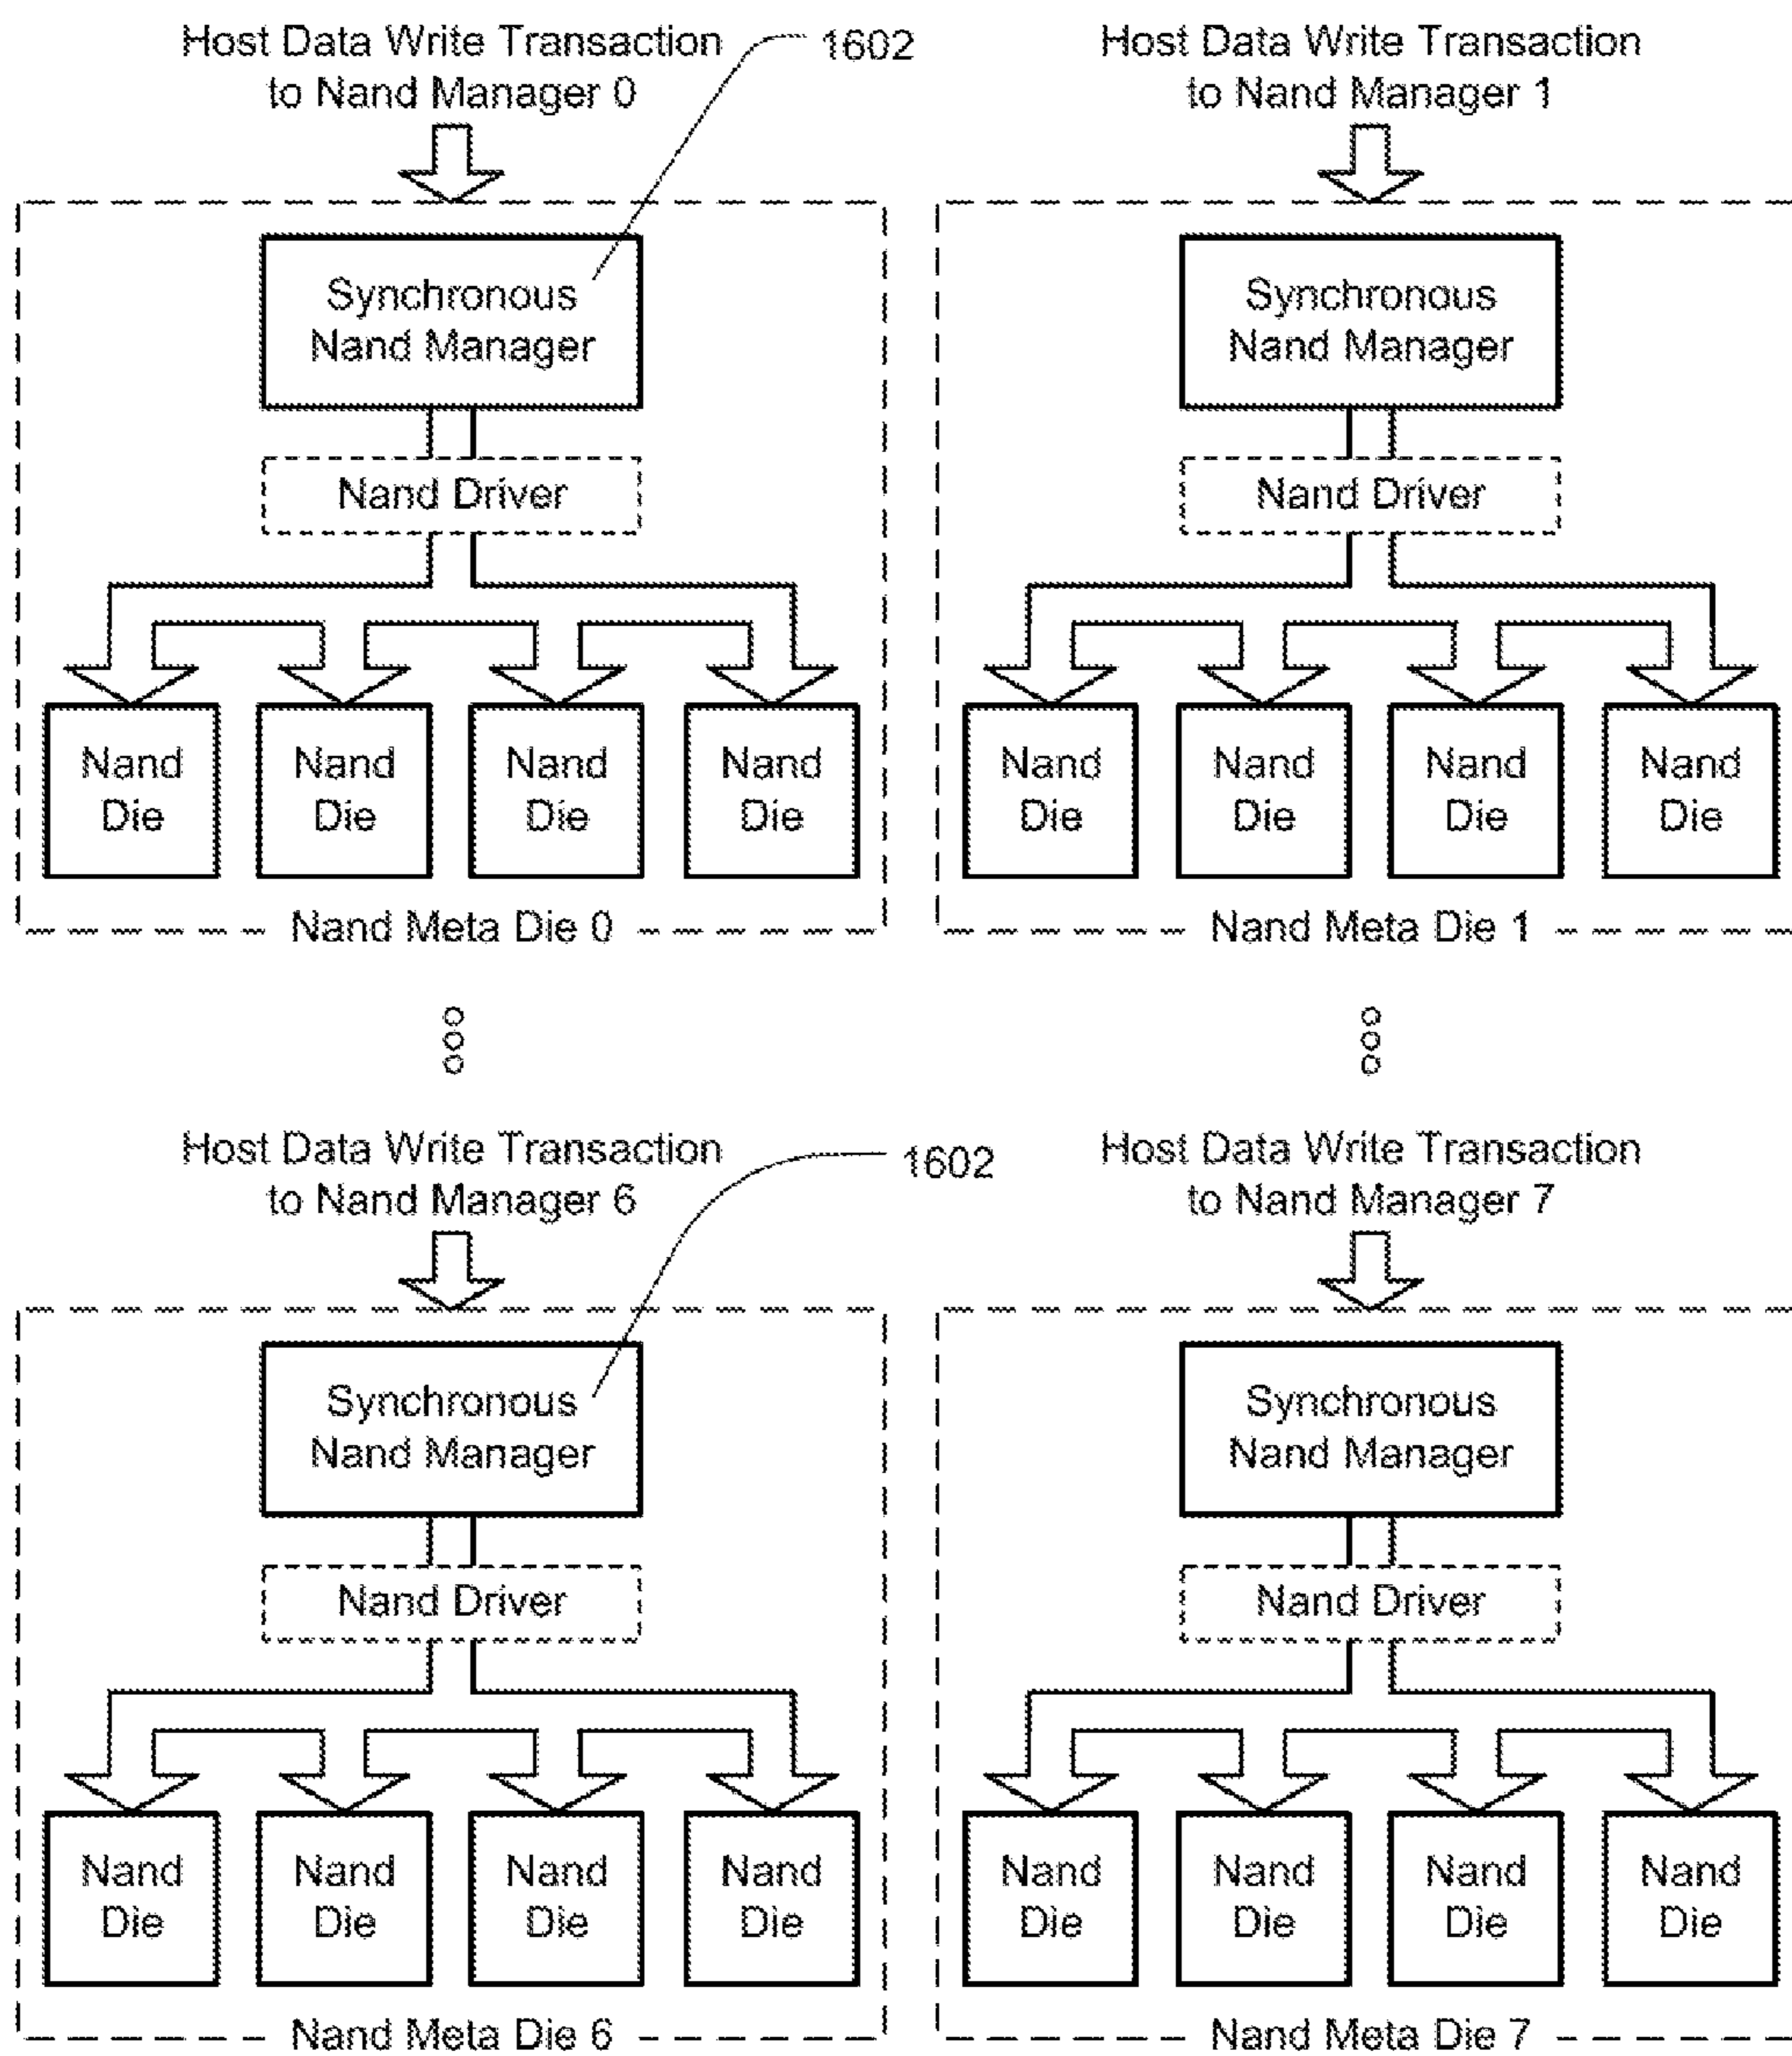 Host Data Write Transaction
to Nand Manager 0
1602
Host Data Write Transaction
to Nand Manager 1
Synchronous
Nand Manager
Synchronous
Nand Manager
Nand Driver
Nand Driver
Nand
Die
Nand
Die
Nand
Die
Nand
Die
Nand
Die
Nand
Die
Nand
Die
Nand
Die
Nand Meta Die 0
Nand Meta Die 1
Host Data Write Transaction
to Nand Manager 6
1602
Host Data Write Transaction
to Nand Manager 7
Synchronous
Nand Manager
Synchronous
Nand Manager
Nand Driver
Nand Driver
Nand
Die
Nand
Die
Nand
Die
Nand
Die
Nand
Die
Nand
Die
Nand
Die
Nand
Die
Nand Meta Die 6
Nand Meta Die 7